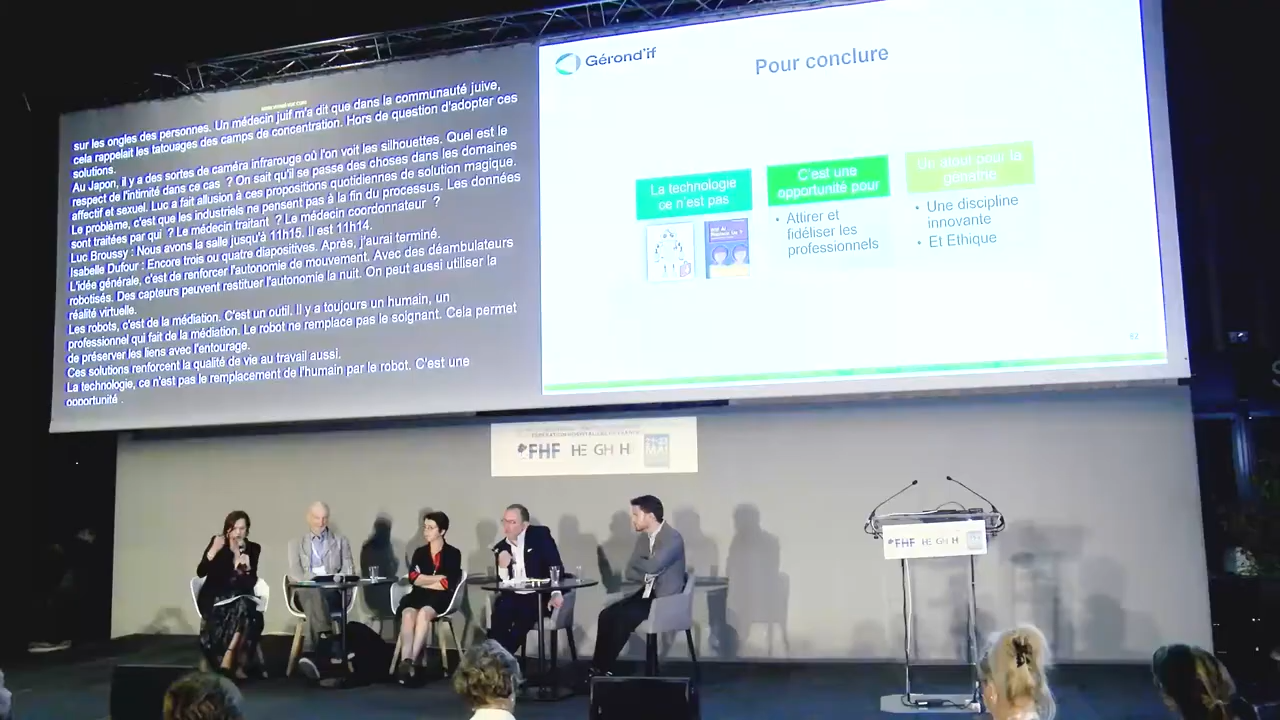 sur les ongles des personnes. Un médecin juif m'a dit que dans la communauté juive,
cela rappelait les tatouages des camps de concentration. Hors de question d'adopter ces
solutions.
Au Japon, il y a des sortes de caméra infrarouge où l'on voit les silhouettes. Quel est le
respect de l'intimité dans ce cas ? On sait qu'il se passe des choses dans les domaines
affectif et sexuel. Luc a fait allusion à ces propositions quotidiennes de solution magique.
Le problème, c'est que les industriels ne pensent pas à la fin du processus. Les données
sont traitées par qui ? Le médecin traitant ? Le médecin coordonnateur ?
Luc Broussy : Nous avons la salle jusqu'à 11h15. Il est 11h14.
Isabelle Dufour : Encore trois ou quatre diapositives. Après, j'aurai terminé.
L'idée générale, c'est de renforcer l'autonomie de mouvement. Avec des déambulateurs
robotisés. Des capteurs peuvent restituer l'autonomie la nuit. On peut aussi utiliser la
réalité virtuelle.
Les robots, c'est de la médiation. C'est un outil. Il y a toujours un humain, un
professionnel qui fait de la médiation. Le robot ne remplace pas le soignant. Cela permet
de préserver les liens avec l'entourage.
Ces solutions renforcent la qualité de vie au travail aussi.
La technologie, ce n'est pas le remplacement de l'humain par le robot. C'est une
opportunité .
Gérond'if
Pour conclure
La technologie
ce n'est pas
C'est une
opportunité pour
• Attirer et
fidéliser les
professionnels
Un atout pour la
gériatrie
• Une discipline
innovante
• Et Ethique
52
FHF HE GH H
MAI
FHF HE GH H